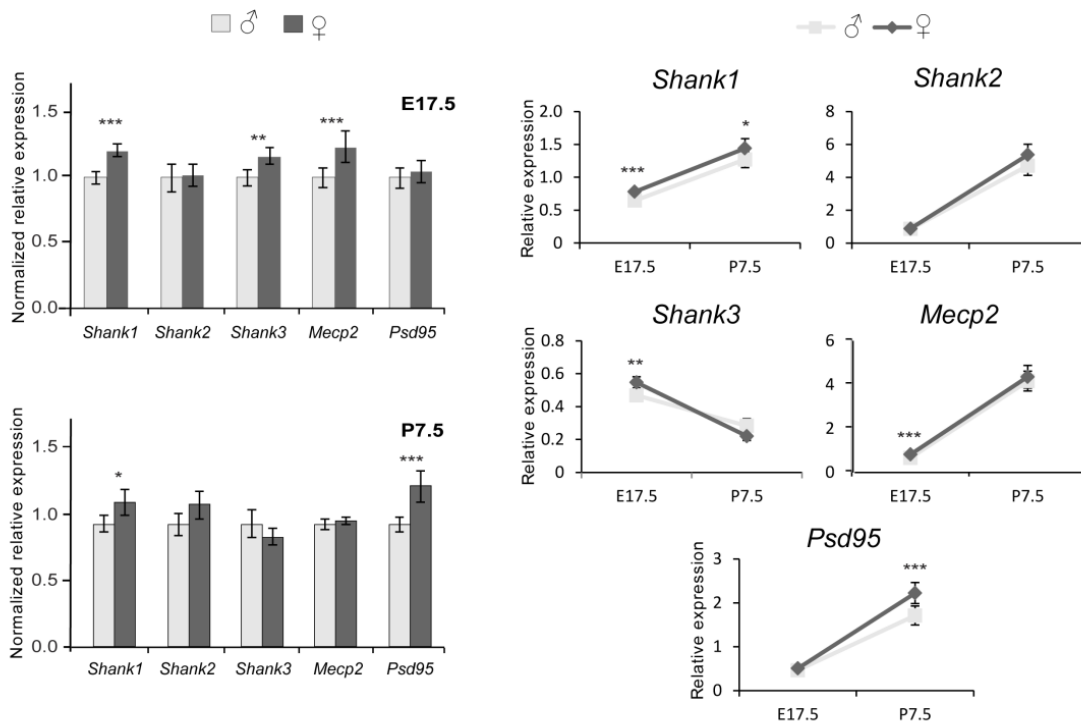 ♂ ♀
Normalized relative expression
E17.5
1.5
1.0
0.5
0.0
*** ** ***
Shank1 Shank2 Shank3 Mecp2 Psd95
Normalized relative expression
P7.5
1.5
1.0
0.5
0.0
* ***
Shank1 Shank2 Shank3 Mecp2 Psd95
♂ ♀
Shank1
Relative expression
2.0
1.5
1.0
0.5
0
*** *
E17.5 P7.5
Shank2
8
6
4
2
0
E17.5 P7.5
Shank3
Relative expression
0.8
0.6
0.4
0.2
0
**
E17.5 P7.5
Mecp2
6
4
2
0
***
E17.5 P7.5
Psd95
Relative expression
3
2
1
0
***
E17.5 P7.5